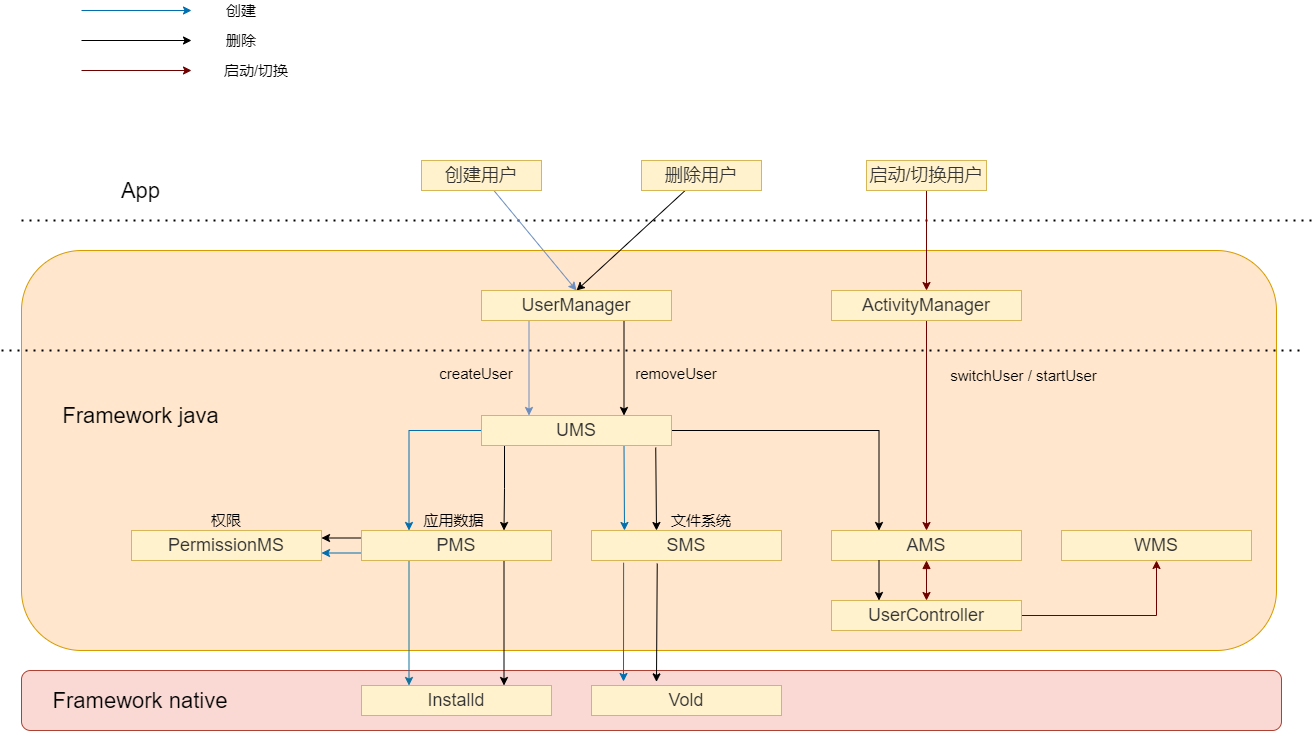 创建
删除
启动/切换
创建用户
删除用户
启动/切换用户
App
UserManager
ActivityManager
createUser
removeUser
switchUser / startUser
Framework java
UMS
权限
应用数据
文件系统
PermissionMS
PMS
SMS
AMS
WMS
UserController
Framework native
Installd
Vold